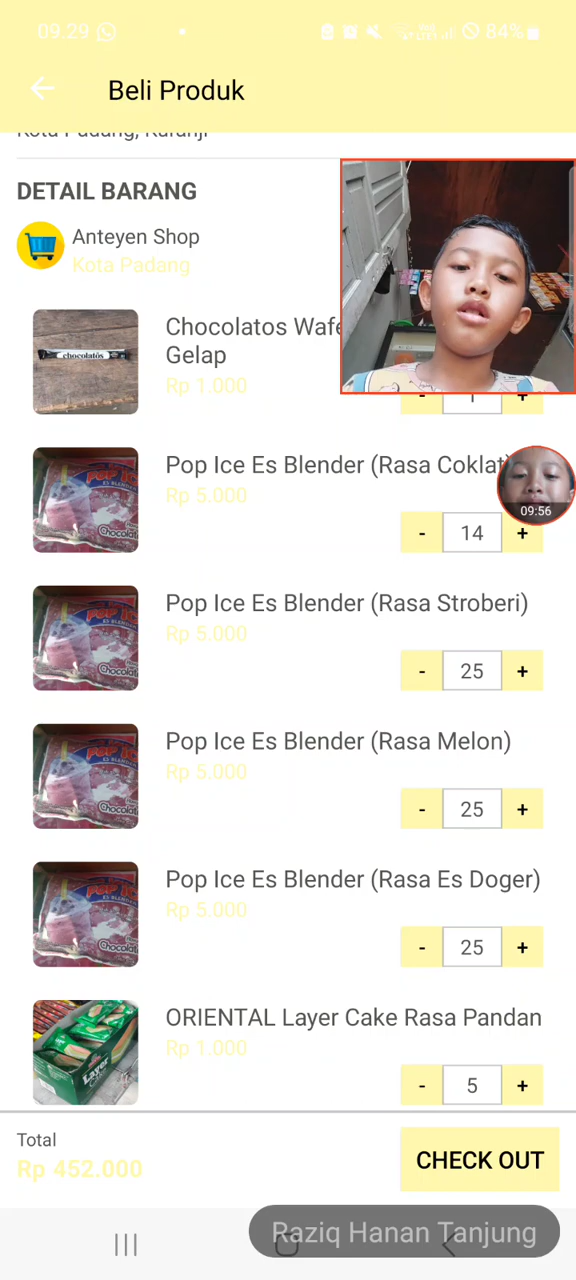 09.29
84%
Beli Produk
Kota Padang, Kuranji
DETAIL BARANG
Anteyen Shop
Kota Padang
chocolatos
Chocolatos Wafe
Gelap
Rp 1.000
- 1 +
Pop Ice Es Blender (Rasa Coklat)
Rp 5.000
09:56
- 14 +
Pop Ice Es Blender (Rasa Stroberi)
Rp 5.000
- 25 +
Pop Ice Es Blender (Rasa Melon)
Rp 5.000
- 25 +
Pop Ice Es Blender (Rasa Es Doger)
Rp 5.000
- 25 +
ORIENTAL Layer Cake Rasa Pandan
Rp 1.000
Layer
- 5 +
Total
Rp 452.000
CHECK OUT
Raziq Hanan Tanjung